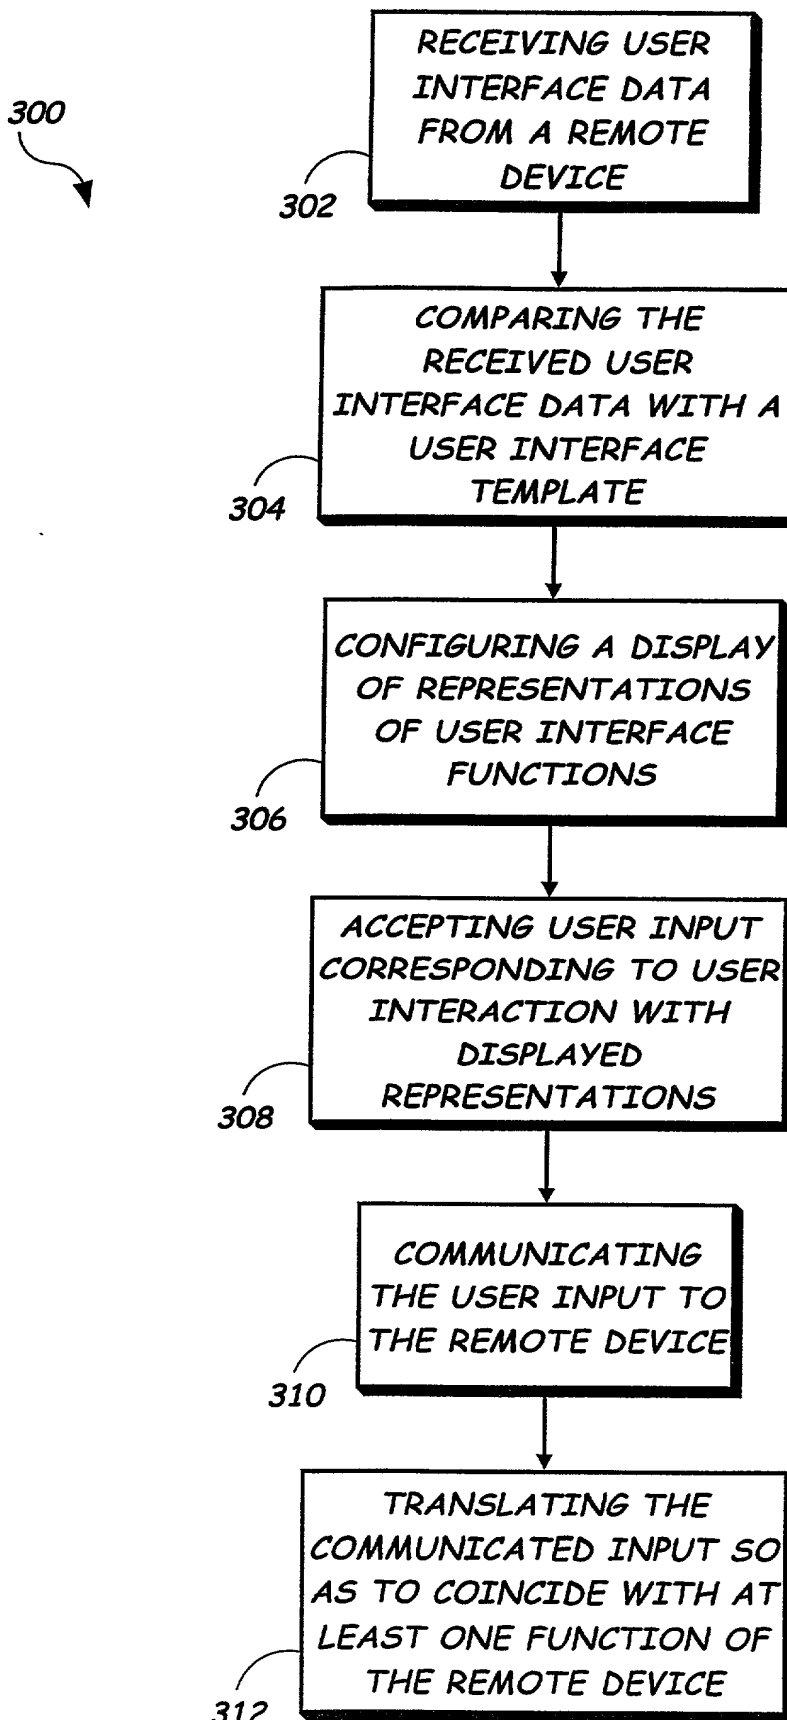 300
RECEIVING USER
INTERFACE DATA
FROM A REMOTE
DEVICE
302
COMPARING THE
RECEIVED USER
INTERFACE DATA WITH A
USER INTERFACE
TEMPLATE
304
CONFIGURING A DISPLAY
OF REPRESENTATIONS
OF USER INTERFACE
FUNCTIONS
306
ACCEPTING USER INPUT
CORRESPONDING TO USER
INTERACTION WITH
DISPLAYED
REPRESENTATIONS
308
COMMUNICATING
THE USER INPUT TO
THE REMOTE DEVICE
310
TRANSLATING THE
COMMUNICATED INPUT SO
AS TO COINCIDE WITH AT
LEAST ONE FUNCTION OF
THE REMOTE DEVICE
312